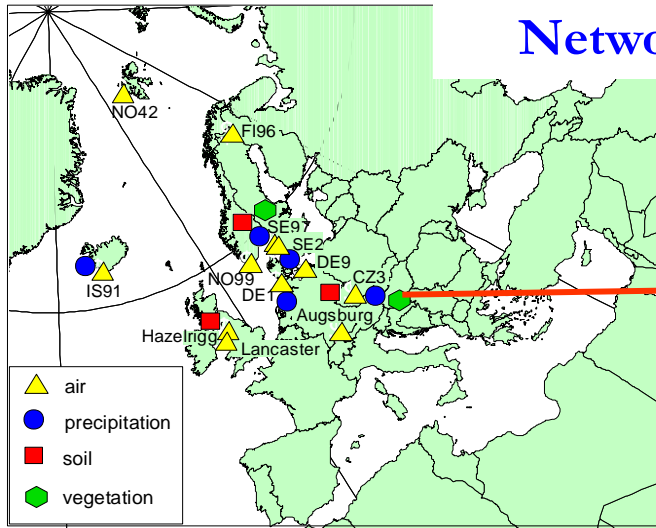 Netwo
NO42
FI96
SE97
SE2
IS91
NO99
DE9
DE1
CZ3
Augsburg
Hazelrigg
Lancaster
air
precipitation
soil
vegetation